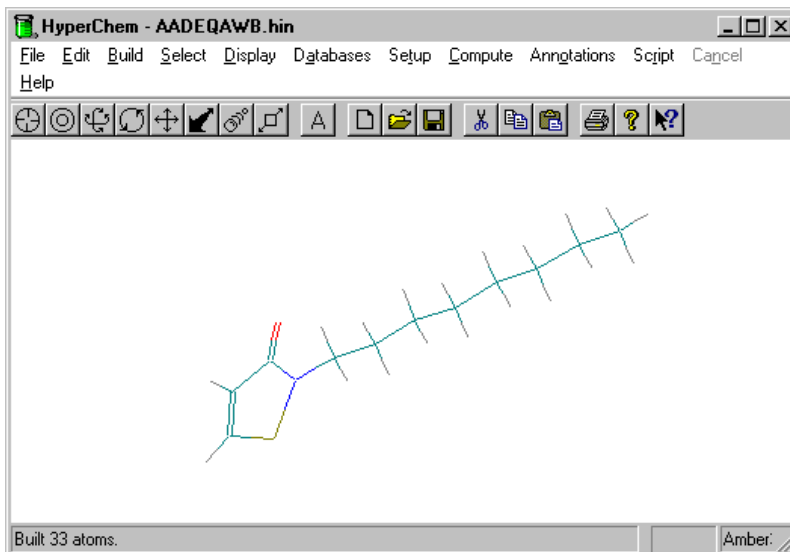 HyperChem - AADEQAWB.hin
File Edit Build Select Display Databases Setup Compute Annotations Script Cancel
Help
A
Built 33 atoms.
Amber: